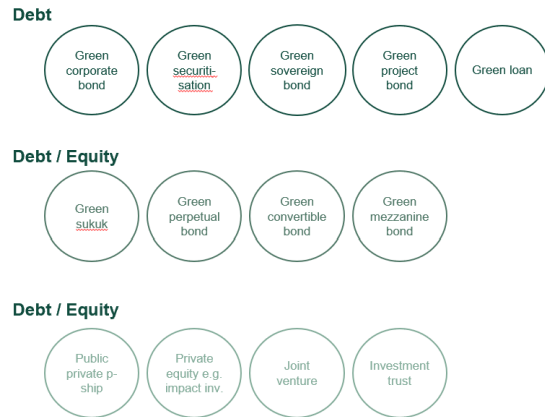 Debt
Green
corporate
bond
Green
securiti-
sation
Green
sovereign
bond
Green
project
bond
Green loan
Debt / Equity
Green
sukuk
Green
perpetual
bond
Green
convertible
bond
Green
mezzanine
bond
Debt / Equity
Public
private p-
ship
Private
equity e.g.
impact inv.
Joint
venture
Investment
trust